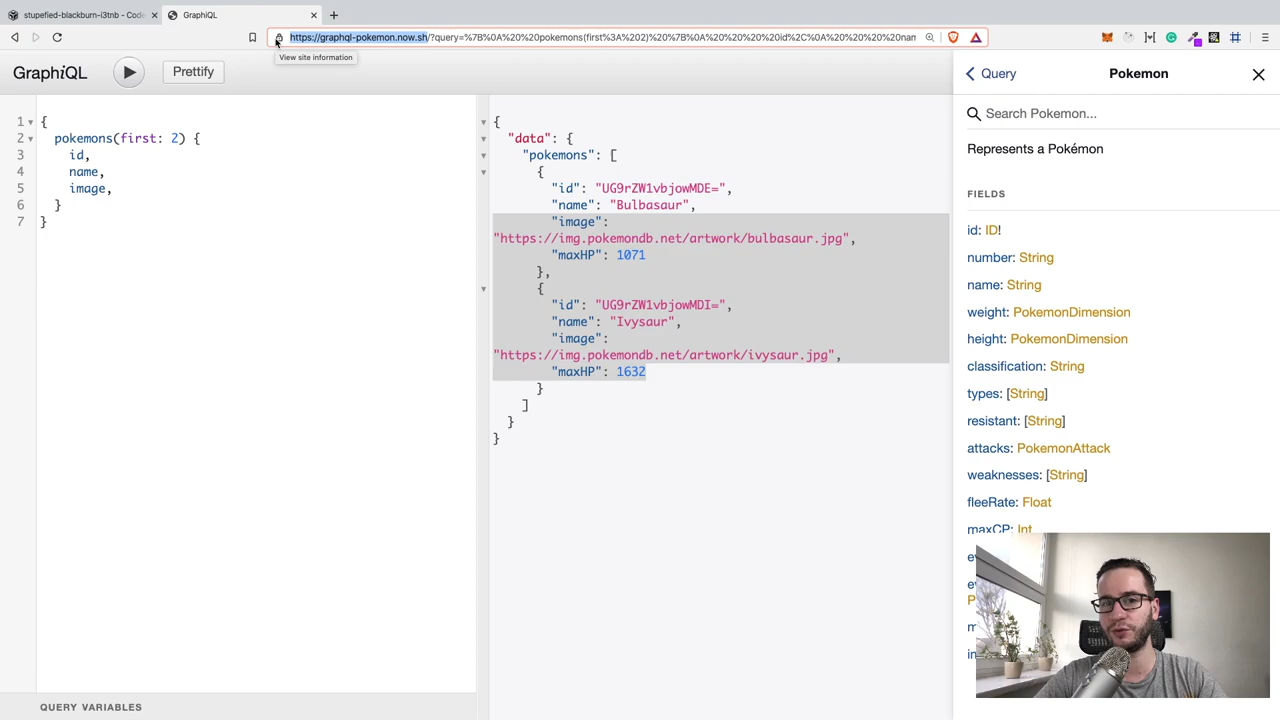 stupefied-blackburn-i3tnb - Code
GraphiQL
https://graphql-pokemon.now.sh/?query=%7B%0A%20%20pokemons(first%3A%202)%20%7B%0A%20%20%20%20id%2C%0A%20%20%20%20nam
View site information
GraphiQL
Prettify
1 {
2 pokemons(first: 2) {
3 id,
4 name,
5 image,
6 }
7 }
QUERY VARIABLES
{
"data": {
"pokemons": [
{
"id": "UG9rZW1vbjowMDE=",
"name": "Bulbasaur",
"image":
"https://img.pokemondb.net/artwork/bulbasaur.jpg",
"maxHP": 1071
},
{
"id": "UG9rZW1vbjowMDI=",
"name": "Ivysaur",
"image":
"https://img.pokemondb.net/artwork/ivysaur.jpg",
"maxHP": 1632
}
]
}
}
Query
Pokemon
Search Pokemon...
Represents a Pokémon
FIELDS
id: ID!
number: String
name: String
weight: PokemonDimension
height: PokemonDimension
classification: String
types: [String]
resistant: [String]
attacks: PokemonAttack
weaknesses: [String]
fleeRate: Float
maxCP: Int